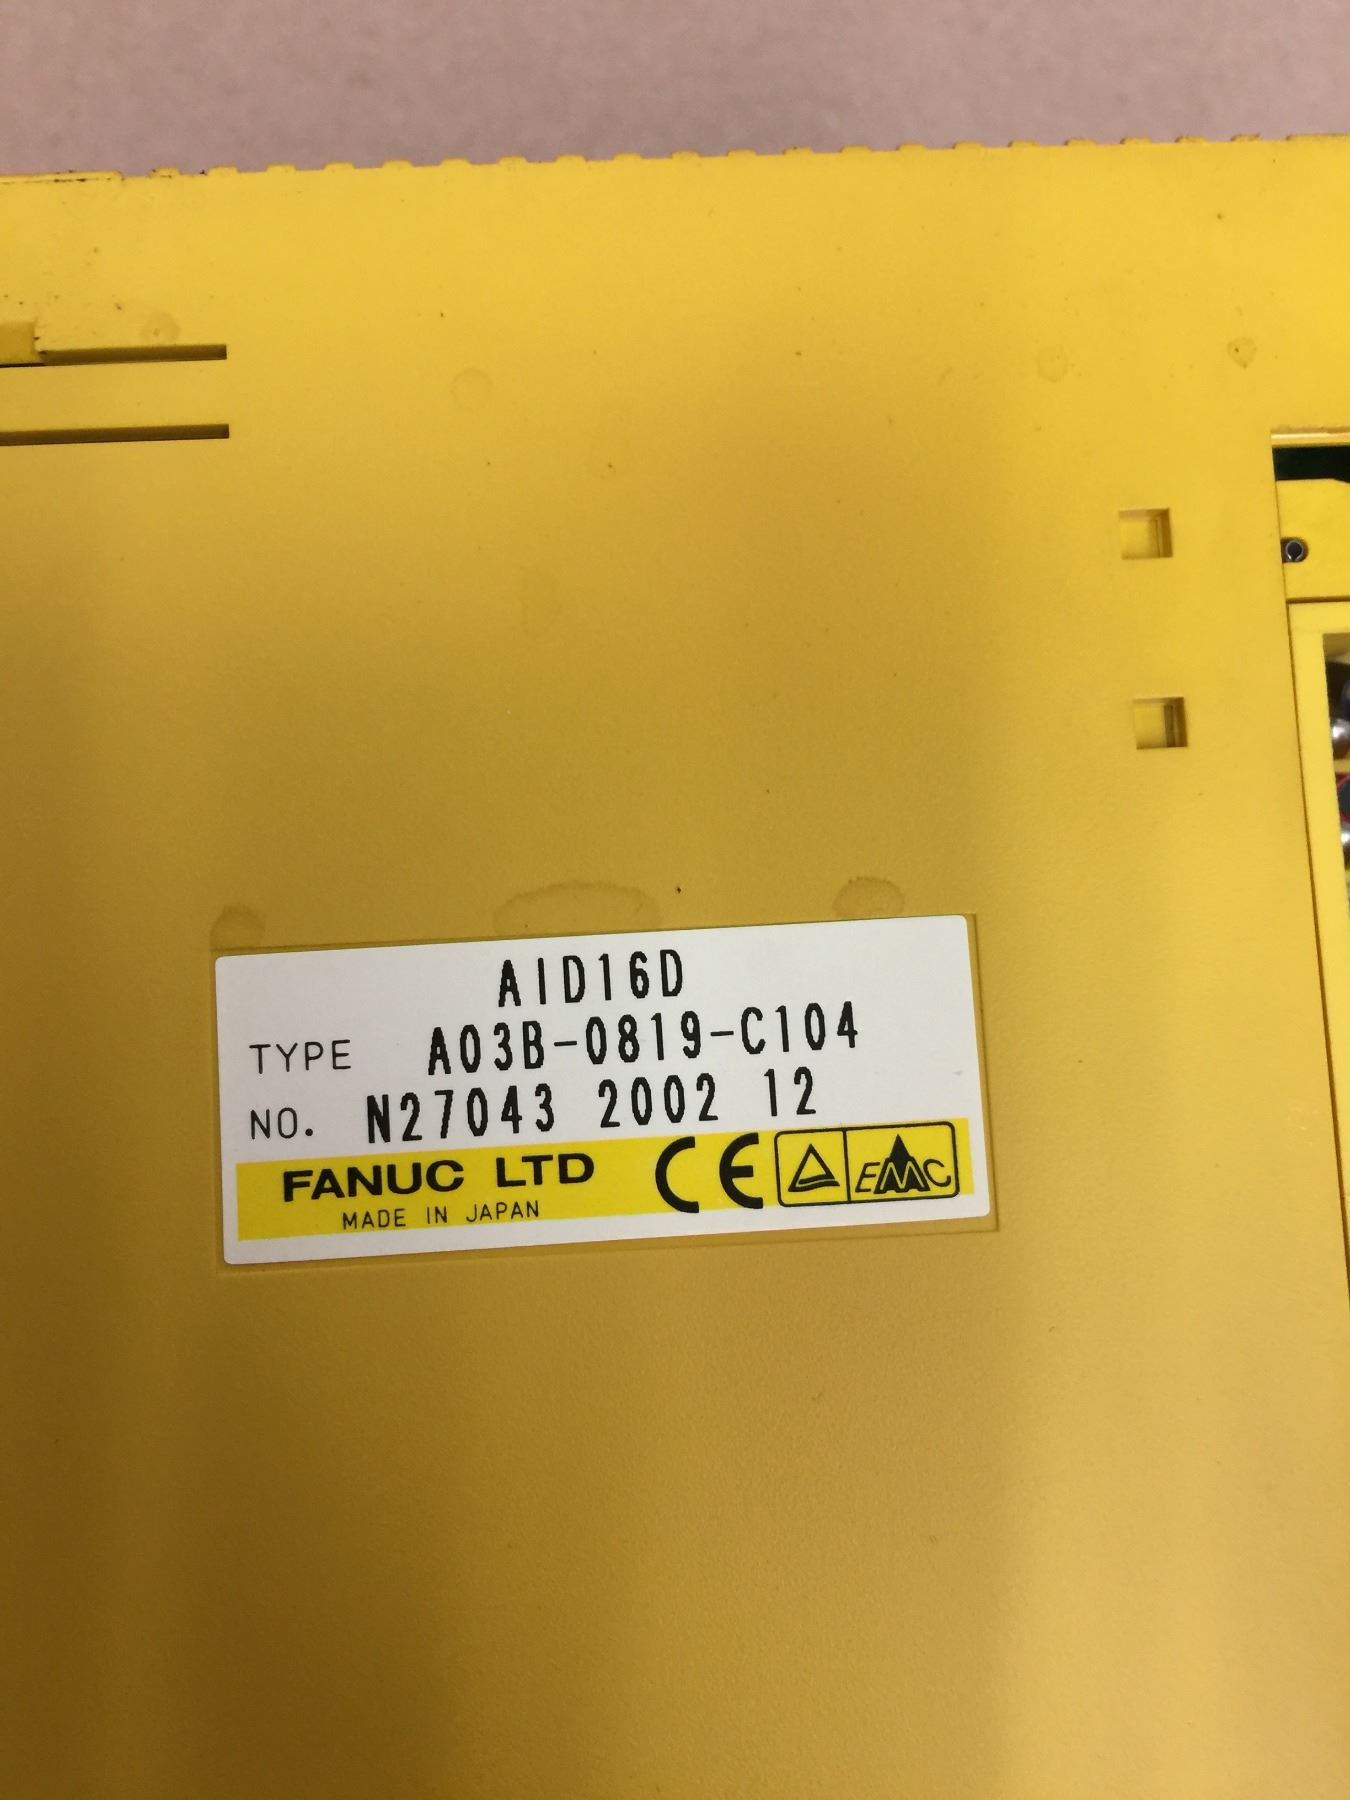 AID16D
TYPE A03B-0819-C104
NO. N27043 2002 12
FANUC LTD CE EMC
MADE IN JAPAN